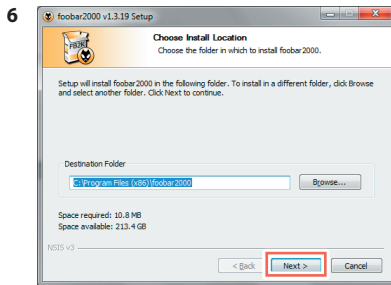 6
foobar2000 v1.3.19 Setup
FB2K!
Choose Install Location
Choose the folder in which to install foobar2000.
Setup will install foobar2000 in the following folder. To install in a different folder, click Browse
and select another folder. Click Next to continue.
Destination Folder
C:\Program Files (x86)\foobar2000
Browse...
Space required: 10.8 MB
Space available: 213.4 GB
NSIS v3
< Back Next > Cancel